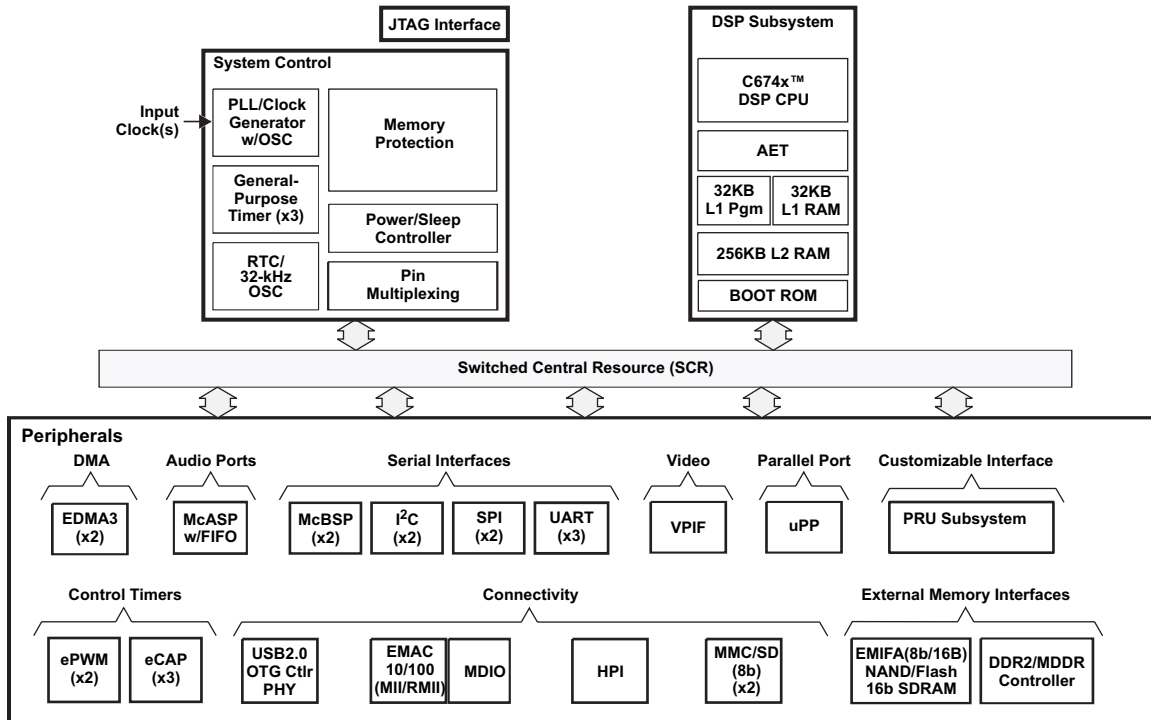 JTAG Interface
System Control
Input
Clock(s)
PLL/Clock
Generator
w/OSC
General-
Purpose
Timer (x3)
RTC/
32-kHz
OSC
Memory
Protection
Power/Sleep
Controller
Pin
Multiplexing
DSP Subsystem
C674x™
DSP CPU
AET
32KB
L1 Pgm
32KB
L1 RAM
256KB L2 RAM
BOOT ROM
Switched Central Resource (SCR)
Peripherals
DMA
EDMA3
(x2)
Audio Ports
McASP
w/FIFO
Serial Interfaces
McBSP
(x2)
I²C
(x2)
SPI
(x2)
UART
(x3)
Video
VPIF
Parallel Port
uPP
Customizable Interface
PRU Subsystem
Control Timers
ePWM
(x2)
eCAP
(x3)
Connectivity
USB2.0
OTG Ctlr
PHY
EMAC
10/100
(MII/RMII)
MDIO
HPI
MMC/SD
(8b)
(x2)
External Memory Interfaces
EMIFA(8b/16B)
NAND/Flash
16b SDRAM
DDR2/MDDR
Controller